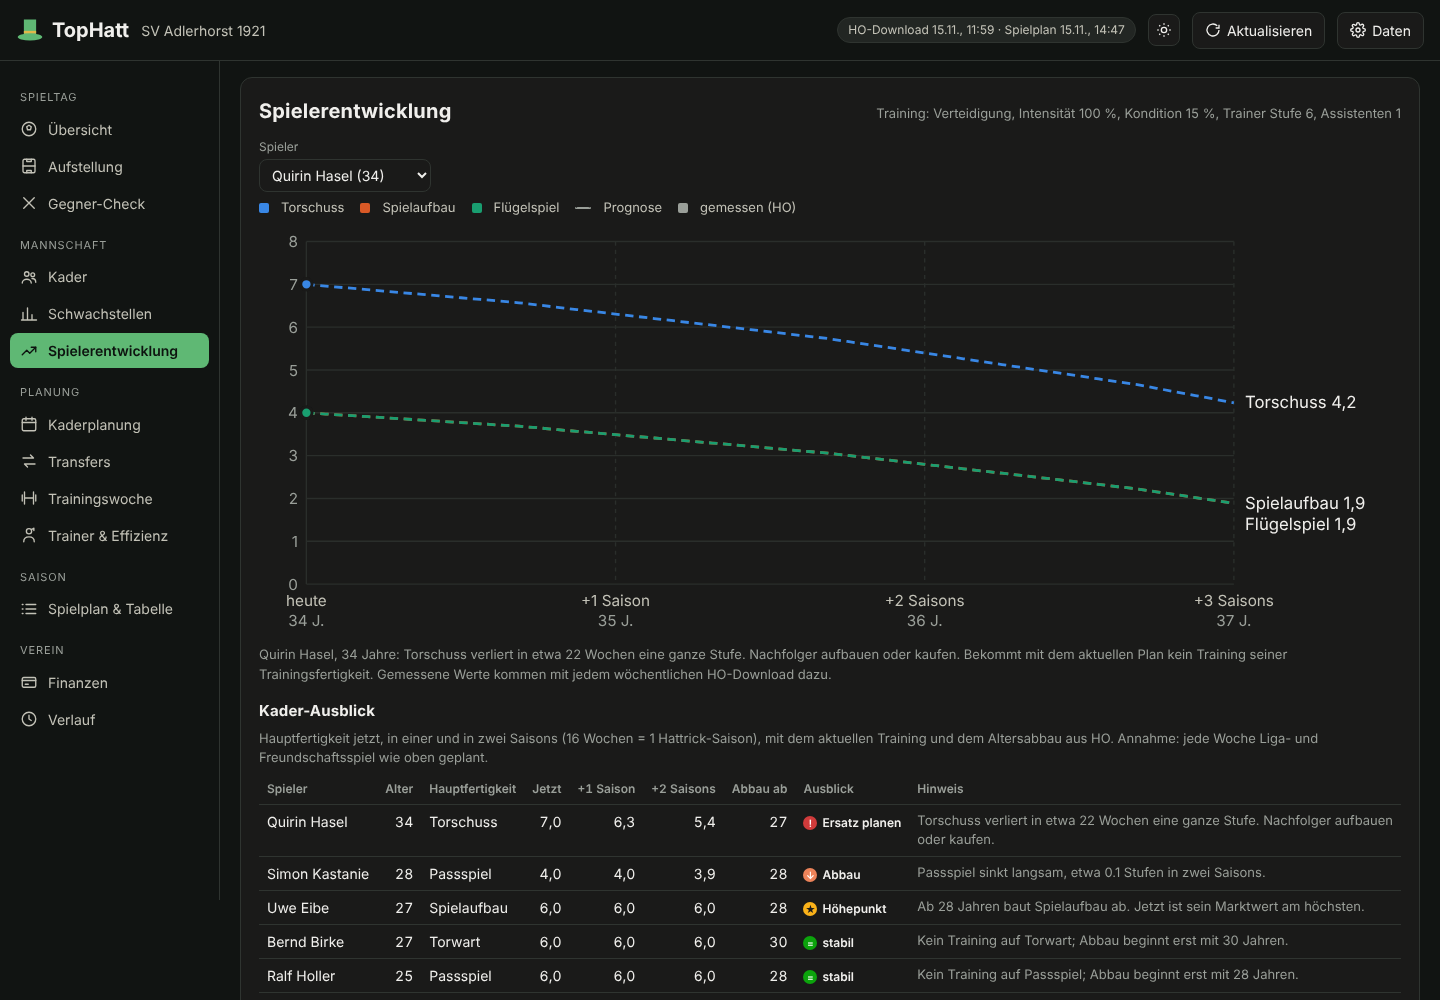 TopHatt SV Adlerhorst 1921
HO-Download 15.11., 11:59 · Spielplan 15.11., 14:47
Aktualisieren
Daten
SPIELTAG
Übersicht
Aufstellung
Gegner-Check
MANNSCHAFT
Kader
Schwachstellen
Spielerentwicklung
PLANUNG
Kaderplanung
Transfers
Trainingswoche
Trainer & Effizienz
SAISON
Spielplan & Tabelle
VEREIN
Finanzen
Verlauf
Spielerentwicklung
Training: Verteidigung, Intensität 100 %, Kondition 15 %, Trainer Stufe 6, Assistenten 1
Spieler
Quirin Hasel (34)
Torschuss Spielaufbau Flügelspiel Prognose gemessen (HO)
8
7
6
5
4
3
2
1
0
Torschuss 4,2
Spielaufbau 1,9
Flügelspiel 1,9
heute +1 Saison +2 Saisons +3 Saisons
34 J. 35 J. 36 J. 37 J.
Quirin Hasel, 34 Jahre: Torschuss verliert in etwa 22 Wochen eine ganze Stufe. Nachfolger aufbauen oder kaufen. Bekommt mit dem aktuellen Plan kein Training seiner
Trainingsfertigkeit. Gemessene Werte kommen mit jedem wöchentlichen HO-Download dazu.
Kader-Ausblick
Hauptfertigkeit jetzt, in einer und in zwei Saisons (16 Wochen = 1 Hattrick-Saison), mit dem aktuellen Training und dem Altersabbau aus HO. Annahme: jede Woche Liga- und
Freundschaftsspiel wie oben geplant.
Spieler Alter Hauptfertigkeit Jetzt +1 Saison +2 Saisons Abbau ab Ausblick Hinweis
Quirin Hasel 34 Torschuss 7,0 6,3 5,4 27 Ersatz planen Torschuss verliert in etwa 22 Wochen eine ganze Stufe. Nachfolger aufbauen
oder kaufen.
Simon Kastanie 28 Passspiel 4,0 4,0 3,9 28 Abbau Passspiel sinkt langsam, etwa 0.1 Stufen in zwei Saisons.
Uwe Eibe 27 Spielaufbau 6,0 6,0 6,0 28 Höhepunkt Ab 28 Jahren baut Spielaufbau ab. Jetzt ist sein Marktwert am höchsten.
Bernd Birke 27 Torwart 6,0 6,0 6,0 30 stabil Kein Training auf Torwart; Abbau beginnt erst mit 30 Jahren.
Ralf Holler 25 Passspiel 6,0 6,0 6,0 28 stabil Kein Training auf Passspiel; Abbau beginnt erst mit 28 Jahren.